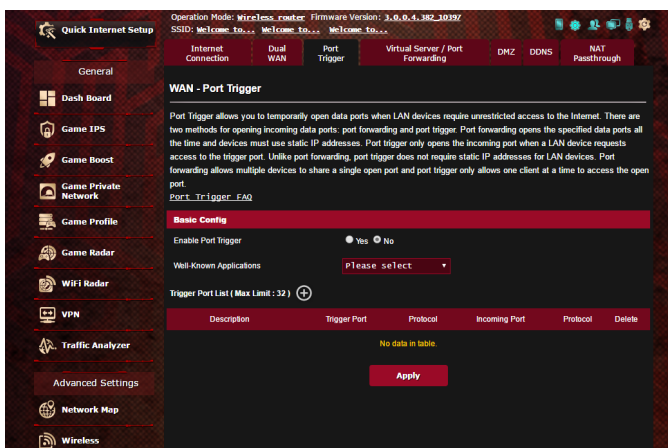 Quick Internet Setup
Operation Mode: Wireless router Firmware Version: 3.0.0.4.382_10397
SSID: Welcome to... Welcome to... Welcome to...
Internet Connection
Dual WAN
Port Trigger
Virtual Server / Port Forwarding
DMZ
DDNS
NAT Passthrough
General
Dash Board
Game IPS
Game Boost
Game Private Network
Game Profile
Game Radar
WiFi Radar
VPN
Traffic Analyzer
Advanced Settings
Network Map
Wireless
WAN - Port Trigger
Port Trigger allows you to temporarily open data ports when LAN devices require unrestricted access to the Internet. There are
two methods for opening incoming data ports: port forwarding and port trigger. Port forwarding opens the specified data ports all
the time and devices must use static IP addresses. Port trigger only opens the incoming port when a LAN device requests
access to the trigger port. Unlike port forwarding, port trigger does not require static IP addresses for LAN devices. Port
forwarding allows multiple devices to share a single open port and port trigger only allows one client at a time to access the open
port.
Port Trigger FAQ
Basic Config
Enable Port Trigger Yes No
Well-Known Applications Please select
Trigger Port List ( Max Limit : 32 )
Description Trigger Port Protocol Incoming Port Protocol Delete
No data in table.
Apply